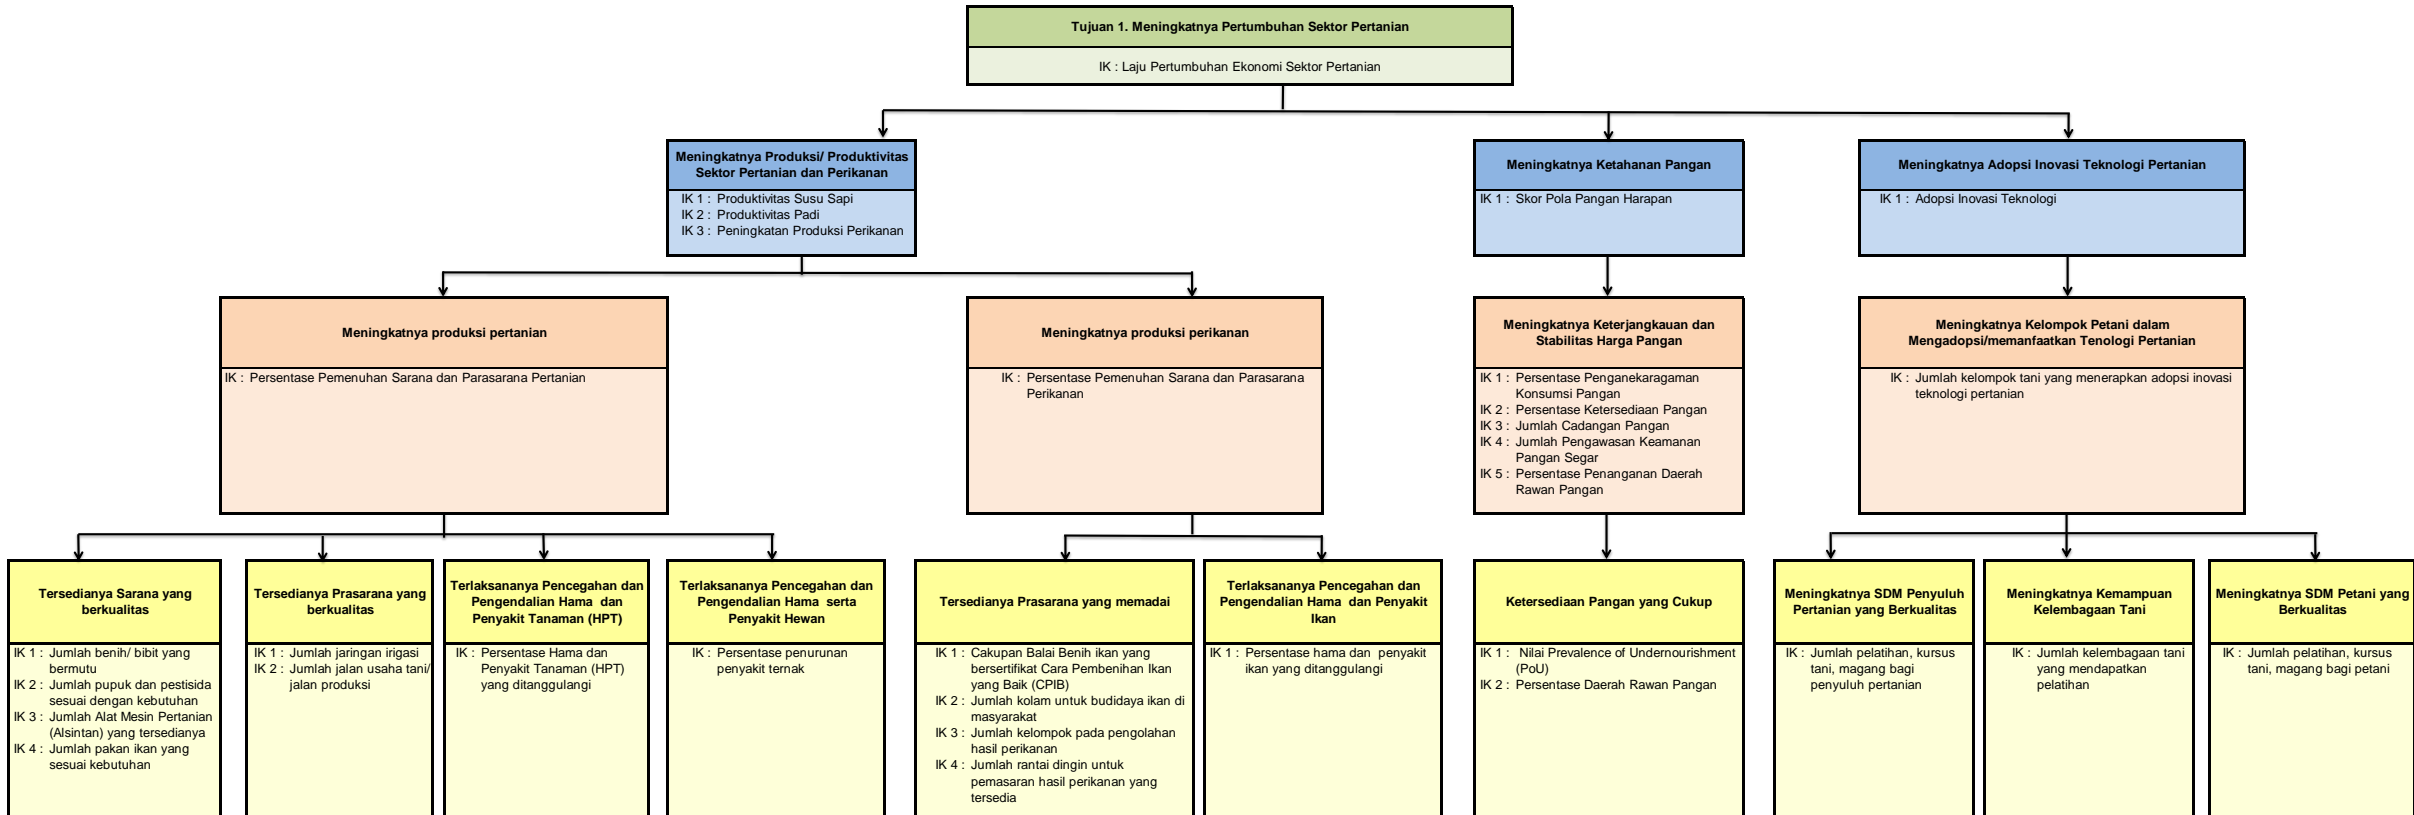 Tujuan 1. Meningkatnya Pertumbuhan Sektor Pertanian
IK : Laju Pertumbuhan Ekonomi Sektor Pertanian
Meningkatnya Produksi/ Produktivitas
Sektor Pertanian dan Perikanan
IK 1 : Produktivitas Susu Sapi
IK 2 : Produktivitas Padi
IK 3 : Peningkatan Produksi Perikanan
Meningkatnya Ketahanan Pangan
IK 1 : Skor Pola Pangan Harapan
Meningkatnya Adopsi Inovasi Teknologi Pertanian
IK 1 : Adopsi Inovasi Teknologi
Meningkatnya produksi pertanian
IK : Persentase Pemenuhan Sarana dan Parasarana Pertanian
Meningkatnya produksi perikanan
IK : Persentase Pemenuhan Sarana dan Parasarana
Perikanan
Meningkatnya Keterjangkauan dan
Stabilitas Harga Pangan
IK 1 : Persentase Penganekaragaman
Konsumsi Pangan
IK 2 : Persentase Ketersediaan Pangan
IK 3 : Jumlah Cadangan Pangan
IK 4 : Jumlah Pengawasan Keamanan
Pangan Segar
IK 5 : Persentase Penanganan Daerah
Rawan Pangan
Meningkatnya Kelompok Petani dalam
Mengadopsi/memanfaatkan Tenologi Pertanian
IK : Jumlah kelompok tani yang menerapkan adopsi inovasi
teknologi pertanian
Tersedianya Sarana yang
berkualitas
IK 1 : Jumlah benih/ bibit yang
bermutu
IK 2 : Jumlah pupuk dan pestisida
sesuai dengan kebutuhan
IK 3 : Jumlah Alat Mesin Pertanian
(Alsintan) yang tersedianya
IK 4 : Jumlah pakan ikan yang
sesuai kebutuhan
Tersedianya Prasarana yang
berkualitas
IK 1 : Jumlah jaringan irigasi
IK 2 : Jumlah jalan usaha tani/
jalan produksi
Terlaksananya Pencegahan dan
Pengendalian Hama dan
Penyakit Tanaman (HPT)
IK : Persentase Hama dan
Penyakit Tanaman (HPT)
yang ditanggulangi
Terlaksananya Pencegahan dan
Pengendalian Hama serta
Penyakit Hewan
IK : Persentase penurunan
penyakit ternak
Tersedianya Prasarana yang memadai
IK 1 : Cakupan Balai Benih ikan yang
bersertifikat Cara Pembenihan Ikan
yang Baik (CPIB)
IK 2 : Jumlah kolam untuk budidaya ikan di
masyarakat
IK 3 : Jumlah kelompok pada pengolahan
hasil perikanan
IK 4 : Jumlah rantai dingin untuk
pemasaran hasil perikanan yang
tersedia
Terlaksananya Pencegahan dan
Pengendalian Hama dan Penyakit
Ikan
IK 1 : Persentase hama dan penyakit
ikan yang ditanggulangi
Ketersediaan Pangan yang Cukup
IK 1 : Nilai Prevalence of Undernourishment
(PoU)
IK 2 : Persentase Daerah Rawan Pangan
Meningkatnya SDM Penyuluh
Pertanian yang Berkualitas
IK : Jumlah pelatihan, kursus
tani, magang bagi
penyuluh pertanian
Meningkatnya Kemampuan
Kelembagaan Tani
IK : Jumlah kelembagaan tani
yang mendapatkan
pelatihan
Meningkatnya SDM Petani yang
Berkualitas
IK : Jumlah pelatihan, kursus
tani, magang bagi petani